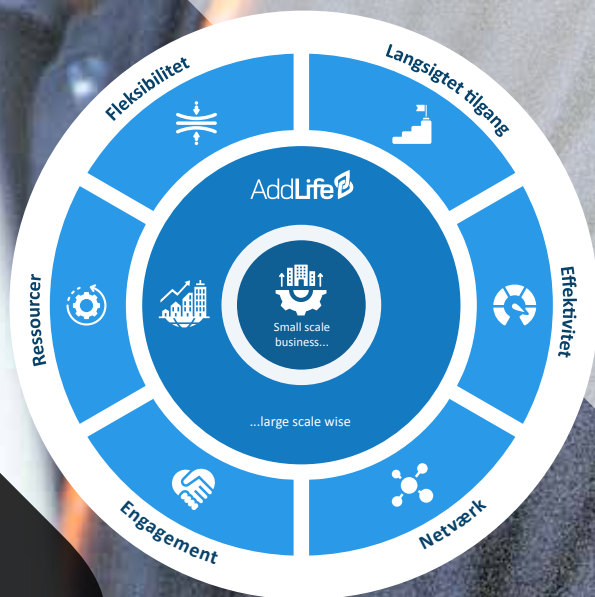 Fleksibilitet
Langsigtet tilgang
Effektivitet
Netværk
Engagement
Ressourcer
AddLife
Small scale
business...
...large scale wise